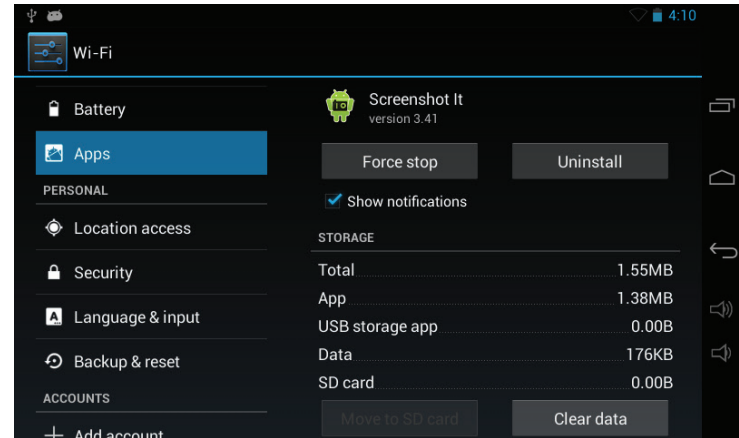 4:10
Wi-Fi
Battery
Apps
PERSONAL
Location access
Security
Language & input
Backup & reset
ACCOUNTS
Add account
Screenshot It
version 3.41
Force stop
Uninstall
Show notifications
STORAGE
Total 1.55MB
App 1.38MB
USB storage app 0.00B
Data 176KB
SD card 0.00B
Move to SD card
Clear data